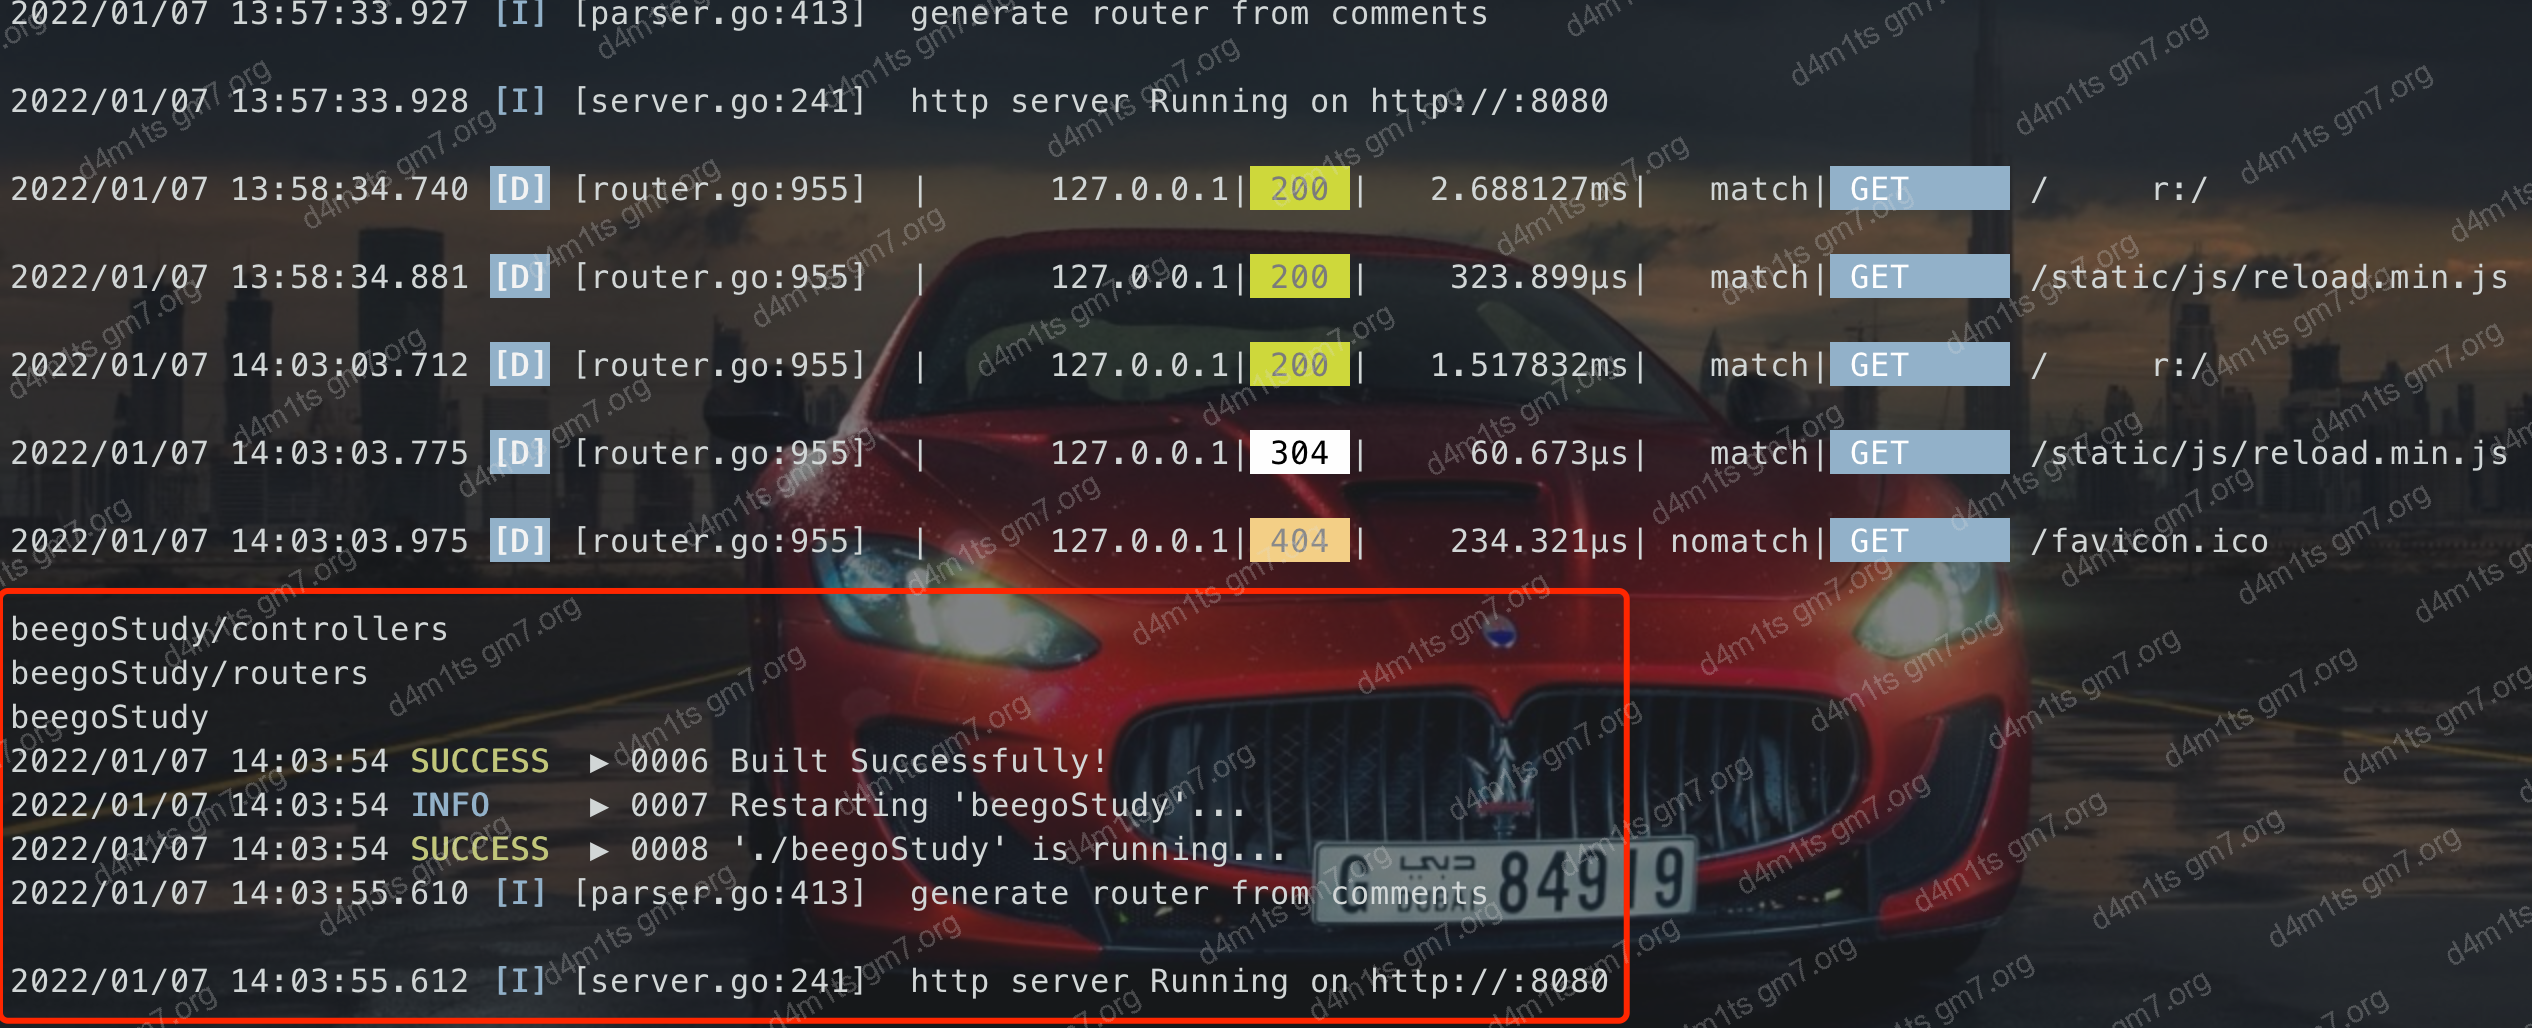 2022/01/07 13:57:33.927 [I] [parser.go:413]  generate router from comments
2022/01/07 13:57:33.928 [I] [server.go:241]  http server Running on http://:8080
2022/01/07 13:58:34.740 [D] [router.go:955]  |       127.0.0.1| 200 |    2.688127ms|    match| GET      /     r:/
2022/01/07 13:58:34.881 [D] [router.go:955]  |       127.0.0.1| 200 |     323.899µs|    match| GET      /static/js/reload.min.js
2022/01/07 14:03:03.712 [D] [router.go:955]  |       127.0.0.1| 200 |    1.517832ms|    match| GET      /     r:/
2022/01/07 14:03:03.775 [D] [router.go:955]  |       127.0.0.1| 304 |      60.673µs|    match| GET      /static/js/reload.min.js
2022/01/07 14:03:03.975 [D] [router.go:955]  |       127.0.0.1| 404 |     234.321µs|  nomatch| GET      /favicon.ico
beegoStudy/controllers
beegoStudy/routers
beegoStudy
2022/01/07 14:03:54 SUCCESS  ▶ 0006 Built Successfully!
2022/01/07 14:03:54 INFO     ▶ 0007 Restarting 'beegoStudy'...
2022/01/07 14:03:54 SUCCESS  ▶ 0008 './beegoStudy' is running...
2022/01/07 14:03:55.610 [I] [parser.go:413]  generate router from comments
2022/01/07 14:03:55.612 [I] [server.go:241]  http server Running on http://:8080
G دبي DUBAI 84919
d4m1ts gm7.org